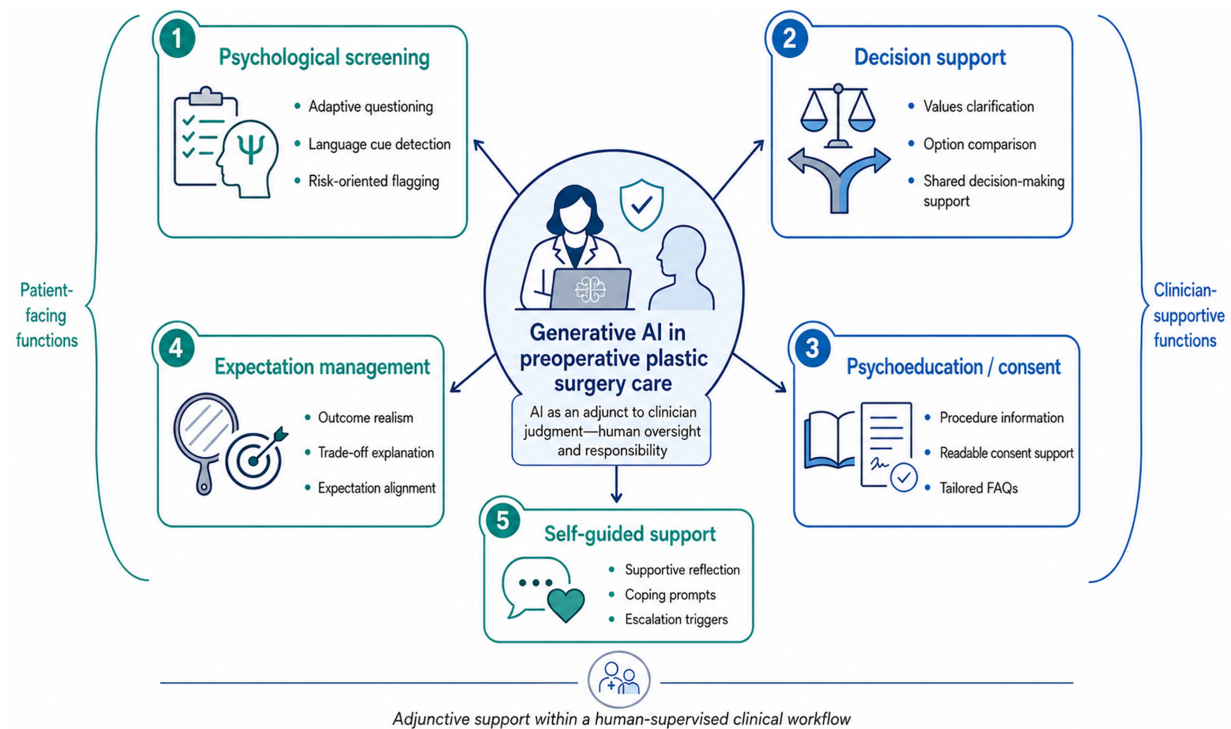 1
Psychological screening
• Adaptive questioning
• Language cue detection
• Risk-oriented flagging
Ψ
2
Decision support
• Values clarification
• Option comparison
• Shared decision-making
support
Patient-
facing
functions
Generative AI in
preoperative plastic
surgery care
AI as an adjunct to clinician
judgment—human oversight
and responsibility
Clinician-
supportive
functions
4
Expectation management
• Outcome realism
• Trade-off explanation
• Expectation alignment
3
Psychoeducation / consent
• Procedure information
• Readable consent support
• Tailored FAQs
5
Self-guided support
• Supportive reflection
• Coping prompts
• Escalation triggers
Adjunctive support within a human-supervised clinical workflow